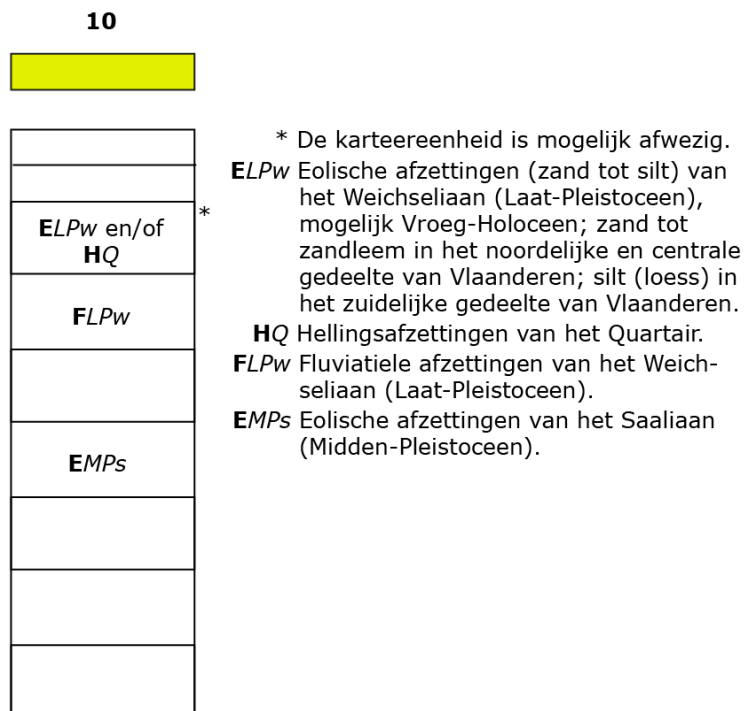 10
ELPw en/of
HQ
*
FLPw
EMPs
* De karteereenheid is mogelijk afwezig.
ELPw Eolische afzettingen (zand tot silt) van
het Weichseliaan (Laat-Pleistoceen),
mogelijk Vroeg-Holoceen; zand tot
zandleem in het noordelijke en centrale
gedeelte van Vlaanderen; silt (loess) in
het zuidelijke gedeelte van Vlaanderen.
HQ Hellingsafzettingen van het Quartair.
FLPw Fluviatiele afzettingen van het Weich-
seliaan (Laat-Pleistoceen).
EMPs Eolische afzettingen van het Saaliaan
(Midden-Pleistoceen).